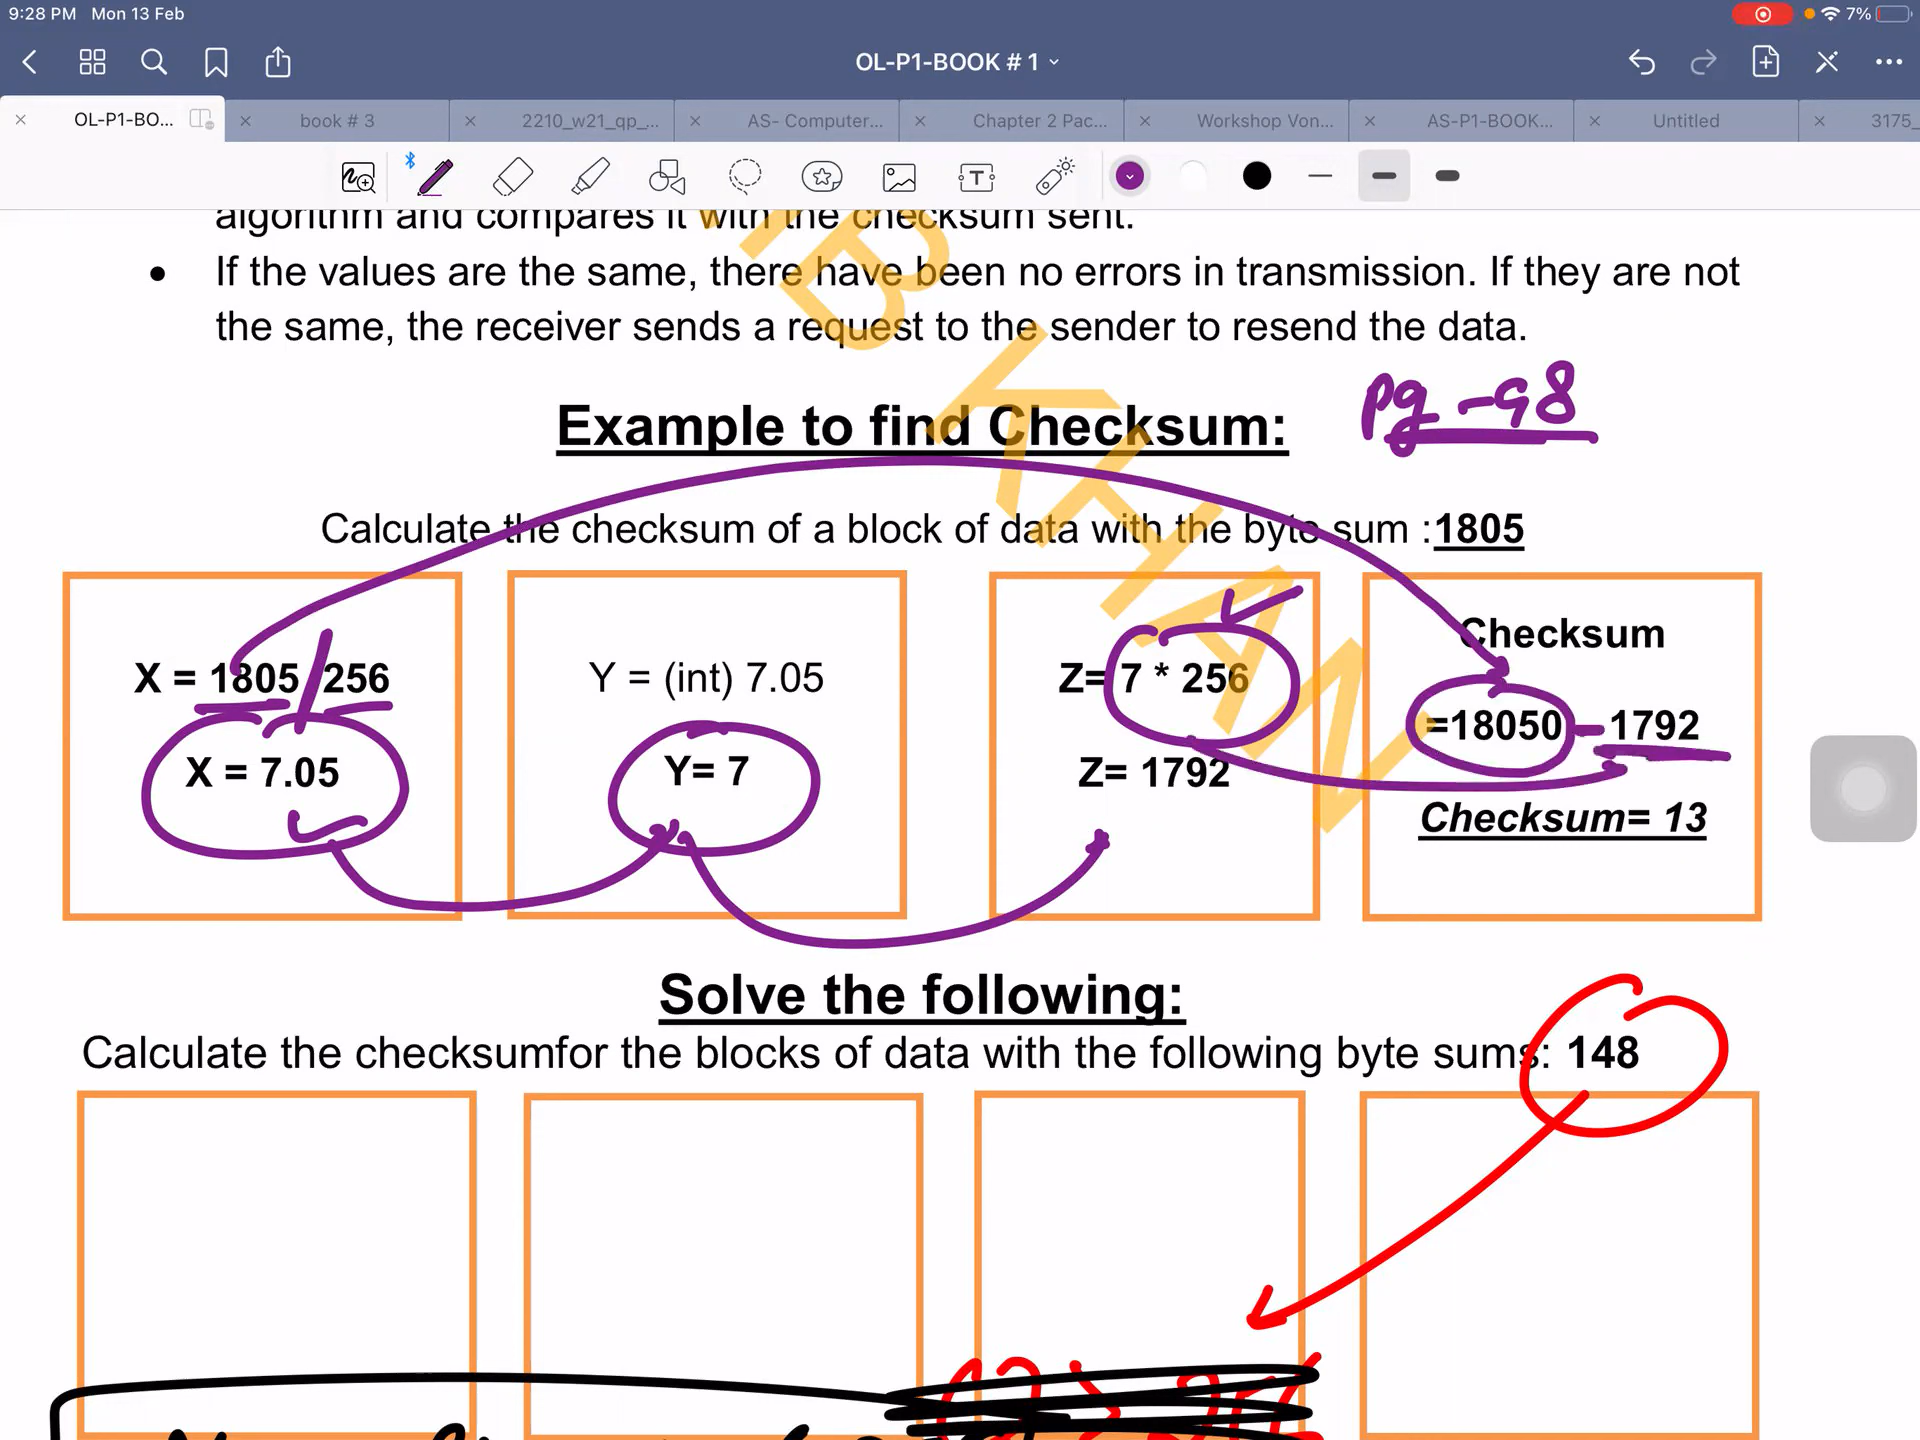 9:28 PM Mon 13 Feb
7%
OL-P1-BOOK # 1
OL-P1-BO...
book # 3
2210_w21_qp_...
AS- Computer...
Chapter 2 Pac...
Workshop Von...
AS-P1-BOOK...
Untitled
3175_
algorithm and compares it with the checksum sent.
• If the values are the same, there have been no errors in transmission. If they are not
the same, the receiver sends a request to the sender to resend the data.
B KHAN
Example to find Checksum:
pg - 98
Calculate the checksum of a block of data with the byte sum :1805
X = 1805 / 256
X = 7.05
Y = (int) 7.05
Y= 7
Z= 7 * 256
Z= 1792
Checksum
=18050 - 1792
Checksum= 13
Solve the following:
Calculate the checksumfor the blocks of data with the following byte sums: 148